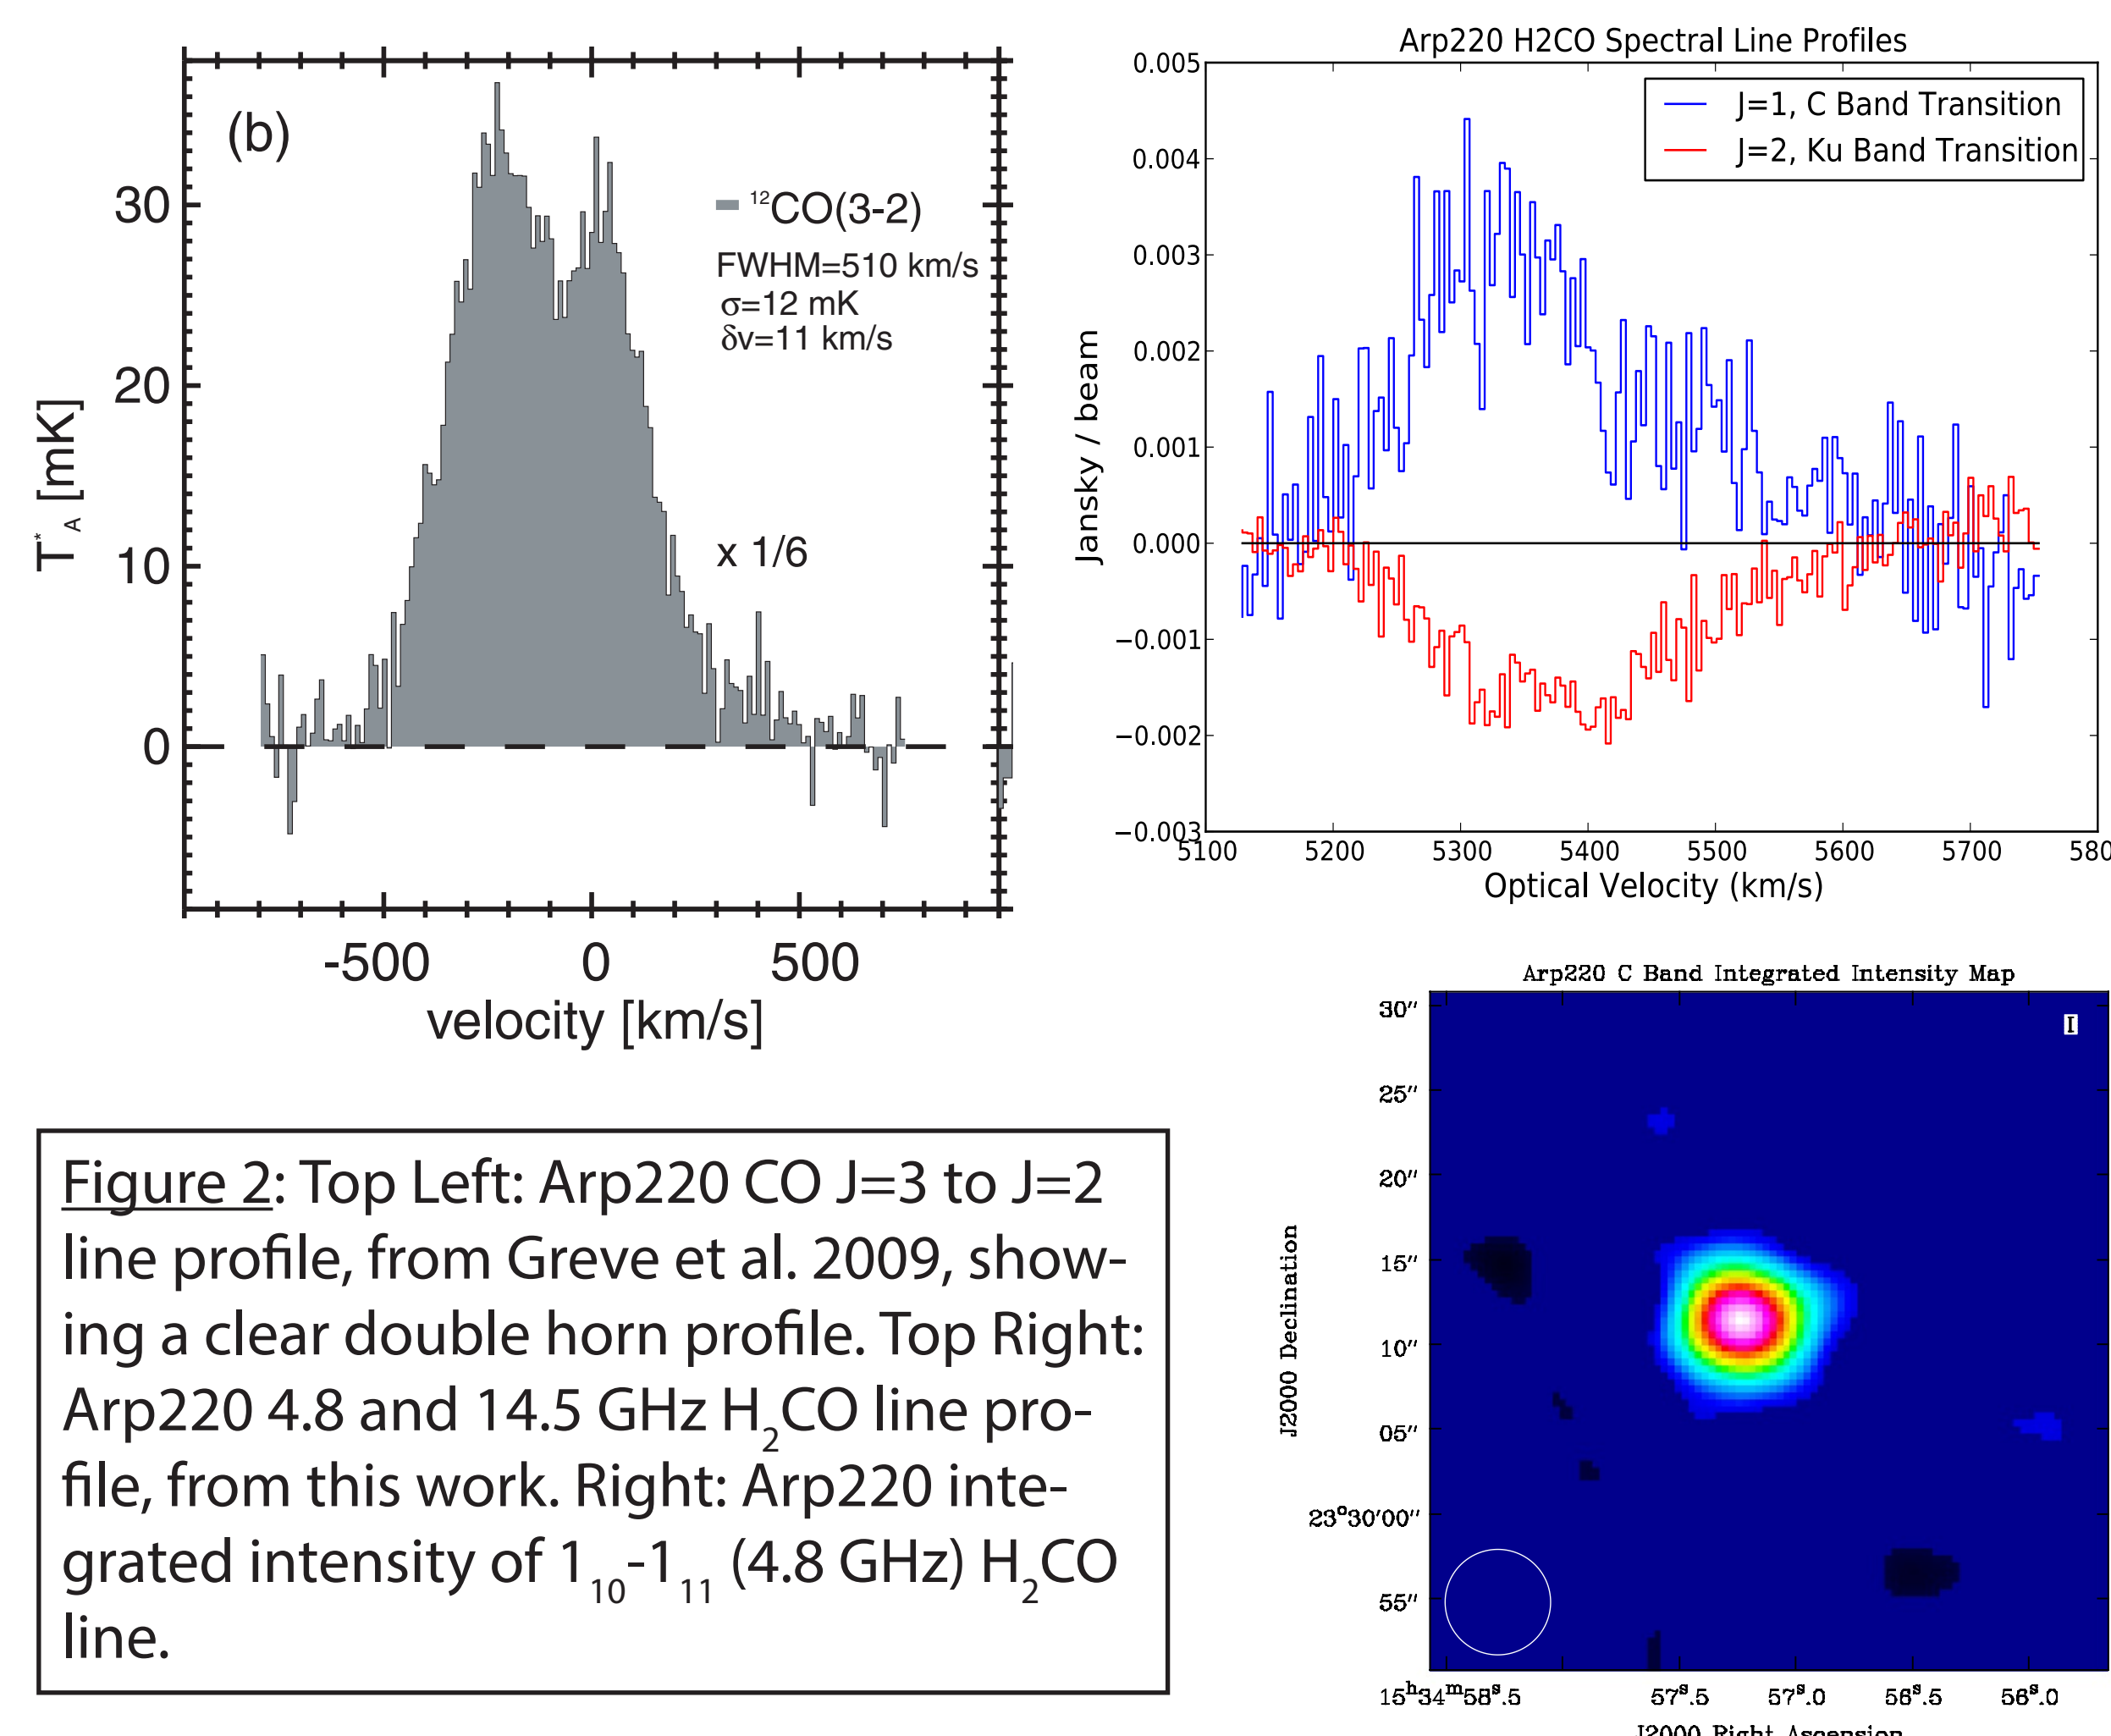 (b)
12CO(3-2)
FWHM=510 km/s
σ=12 mK
δv=11 km/s
x 1/6
30
20
10
0
T*A [mK]
-500 0 500
velocity [km/s]
Arp220 H2CO Spectral Line Profiles
J=1, C Band Transition
J=2, Ku Band Transition
0.005
0.004
0.003
0.002
0.001
0.000
−0.001
−0.002
−0.003
Jansky / beam
5100 5200 5300 5400 5500 5600 5700 580
Optical Velocity (km/s)
Arp220 C Band Integrated Intensity Map
I
30"
25"
20"
15"
10"
05"
23°30'00"
55"
J2000 Declination
15h34m58s.5 57s.5 57s.0 56s.5 56s.0
J2000 Right Ascension
Figure 2: Top Left: Arp220 CO J=3 to J=2
line profile, from Greve et al. 2009, show-
ing a clear double horn profile. Top Right:
Arp220 4.8 and 14.5 GHz H2CO line pro-
file, from this work. Right: Arp220 inte-
grated intensity of 110-111 (4.8 GHz) H2CO
line.